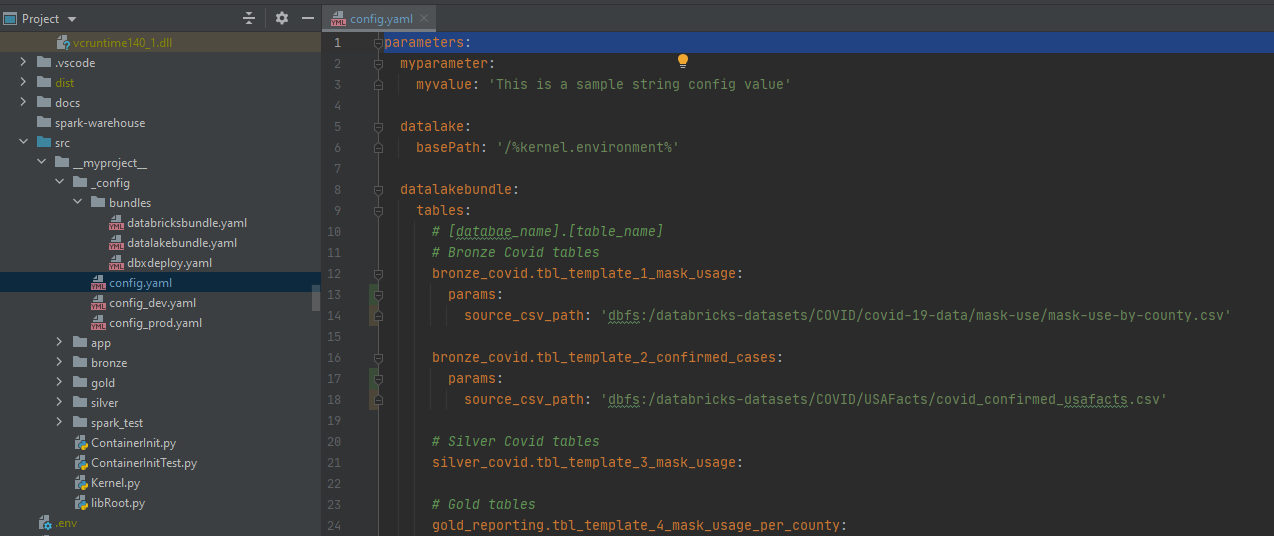 Project
vcruntime140_1.dll
.vscode
dist
docs
spark-warehouse
src
__myproject__
_config
bundles
databricksbundle.yaml
datalakebundle.yaml
dbxdeploy.yaml
config.yaml
config_dev.yaml
config_prod.yaml
app
bronze
gold
silver
spark_test
ContainerInit.py
ContainerInitTest.py
Kernel.py
libRoot.py
.env
config.yaml
1 parameters:
2 myparameter:
3 myvalue: 'This is a sample string config value'
4
5 datalake:
6 basePath: '/%kernel.environment%'
7
8 datalakebundle:
9 tables:
10 # [databae_name].[table_name]
11 # Bronze Covid tables
12 bronze_covid.tbl_template_1_mask_usage:
13 params:
14 source_csv_path: 'dbfs:/databricks-datasets/COVID/covid-19-data/mask-use/mask-use-by-county.csv'
15
16 bronze_covid.tbl_template_2_confirmed_cases:
17 params:
18 source_csv_path: 'dbfs:/databricks-datasets/COVID/USAFacts/covid_confirmed_usafacts.csv'
19
20 # Silver Covid tables
21 silver_covid.tbl_template_3_mask_usage:
22
23 # Gold tables
24 gold_reporting.tbl_template_4_mask_usage_per_county: